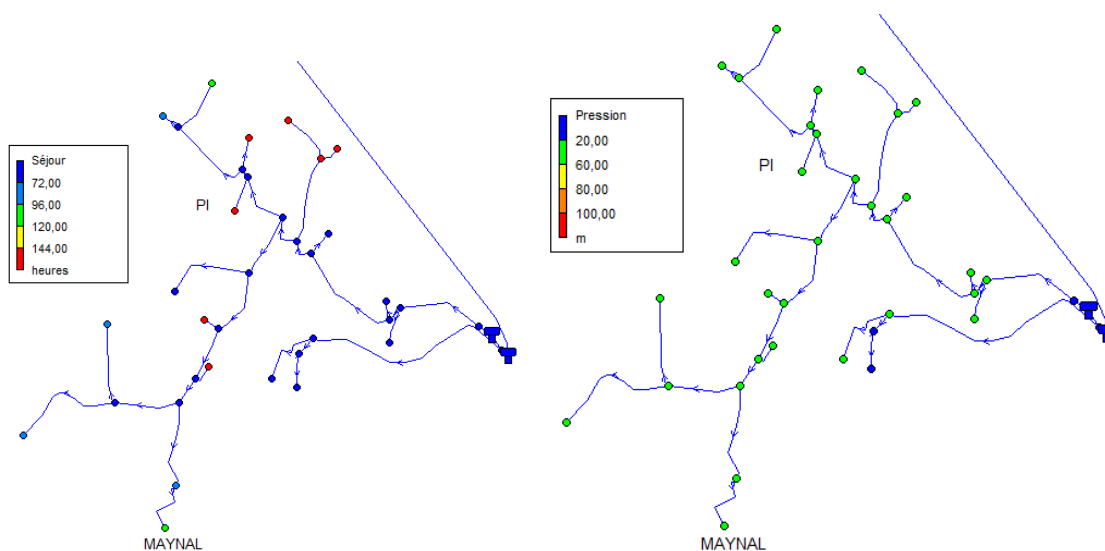 Séjour
72,00
96,00
120,00
144,00
heures
PI
MAYNAL
Pression
20,00
60,00
80,00
100,00
m
PI
MAYNAL